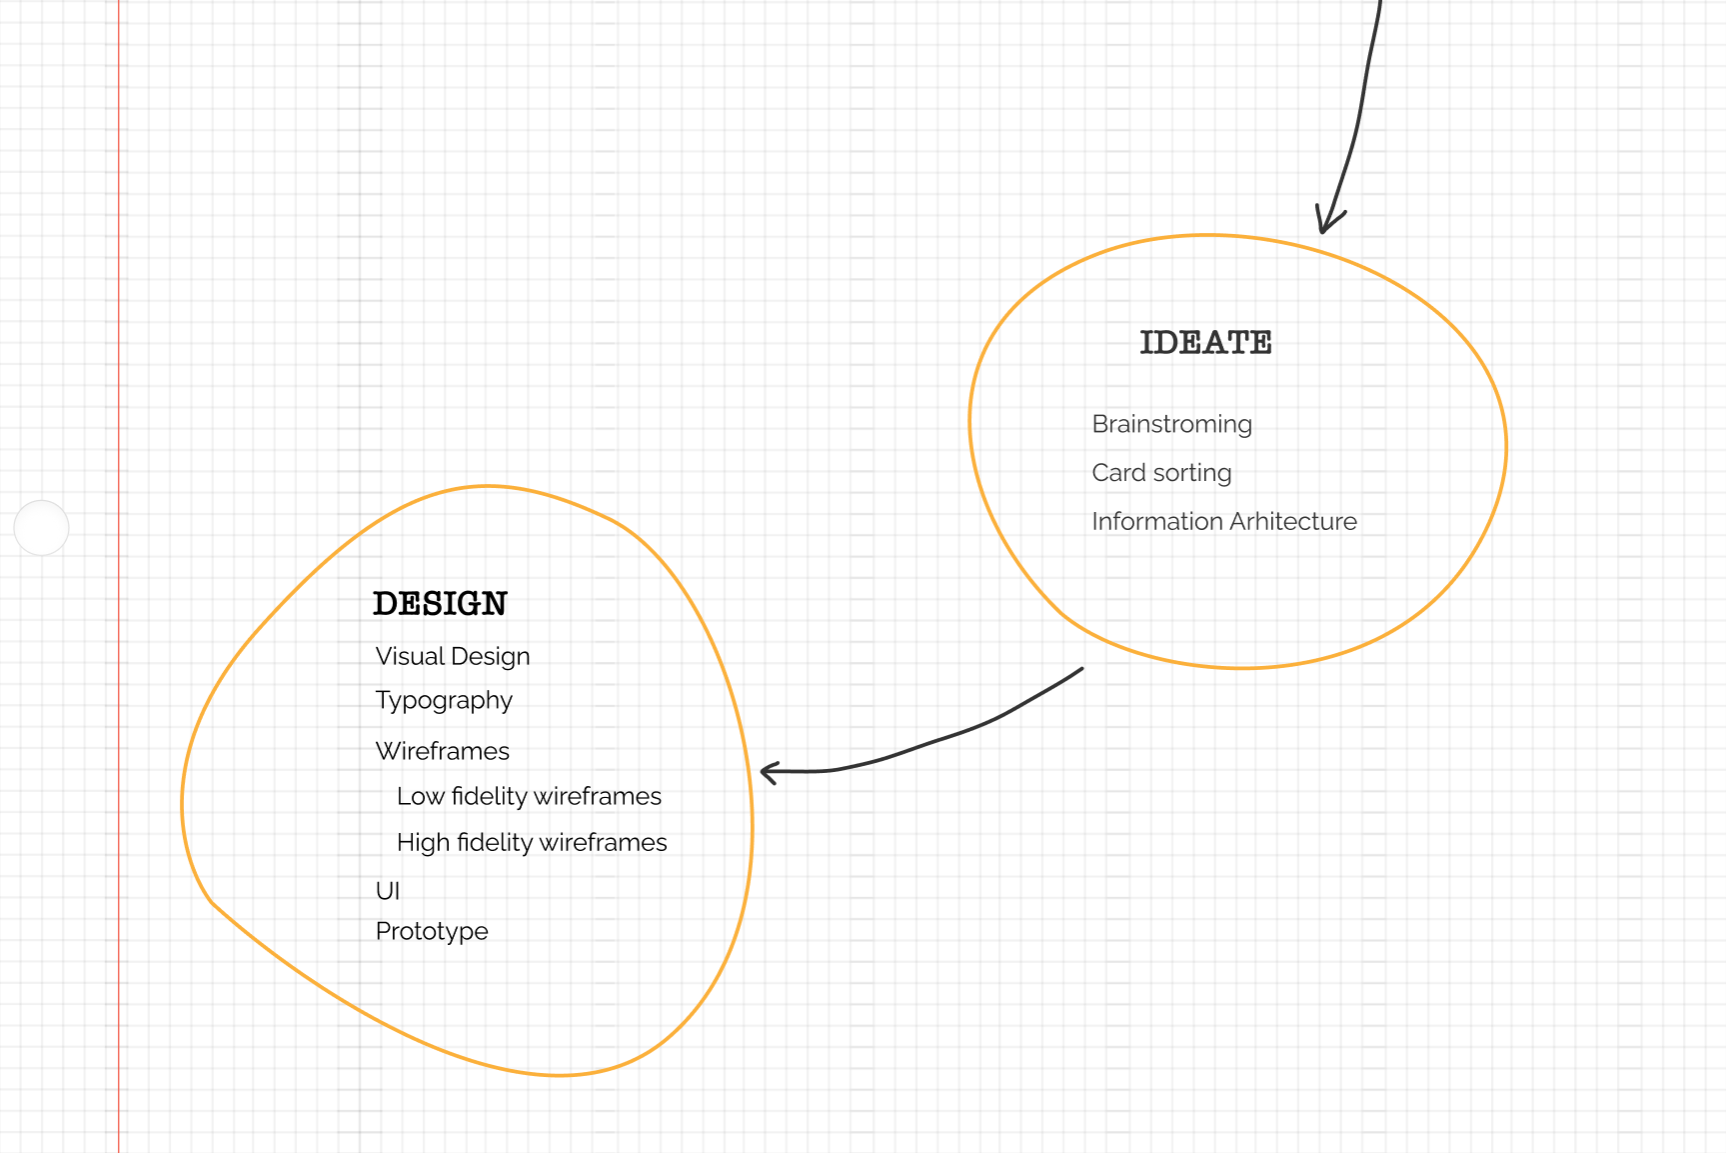 IDEATE
Brainstroming
Card sorting
Information Arhitecture
DESIGN
Visual Design
Typography
Wireframes
Low fidelity wireframes
High fidelity wireframes
UI
Prototype